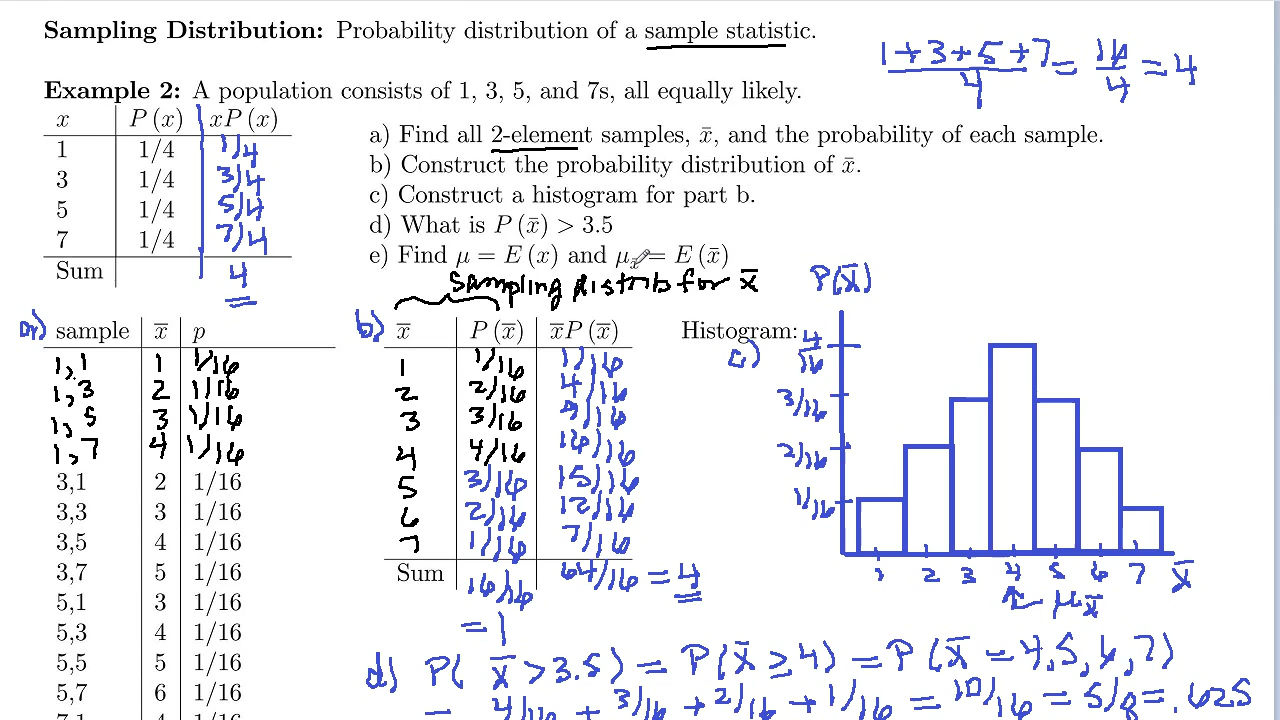 Sampling Distribution: Probability distribution of a sample statistic.
1+3+5+7/4 = 16/4 = 4
Example 2: A population consists of 1, 3, 5, and 7s, all equally likely.
x P(x) xP(x)
1 1/4 1/4
3 1/4 3/4
5 1/4 5/4
7 1/4 7/4
Sum 4
a) Find all 2-element samples, x̄, and the probability of each sample.
b) Construct the probability distribution of x̄.
c) Construct a histogram for part b.
d) What is P(x̄) > 3.5
e) Find μ = E(x) and μx̄ = E(x̄)
a) sample x̄ p
1,1 1 1/16
1,3 2 1/16
1,5 3 1/16
1,7 4 1/16
3,1 2 1/16
3,3 3 1/16
3,5 4 1/16
3,7 5 1/16
5,1 3 1/16
5,3 4 1/16
5,5 5 1/16
5,7 6 1/16
Sampling distrib for x̄
b) x̄ P(x̄) x̄P(x̄)
1 1/16 1/16
2 2/16 4/16
3 3/16 9/16
4 4/16 16/16
5 3/16 15/16
6 2/16 12/16
7 1/16 7/16
Sum 16/16 64/16 = 4
= 1
Histogram:
c)
P(x̄)
4/16
3/16
2/16
1/16
1 2 3 4 5 6 7 x̄
μx̄
d) P(x̄ > 3.5) = P(x̄ ≥ 4) = P(x̄ = 4,5,6,7)
= 4/16 + 3/16 + 2/16 + 1/16 = 10/16 = 5/8 = .625